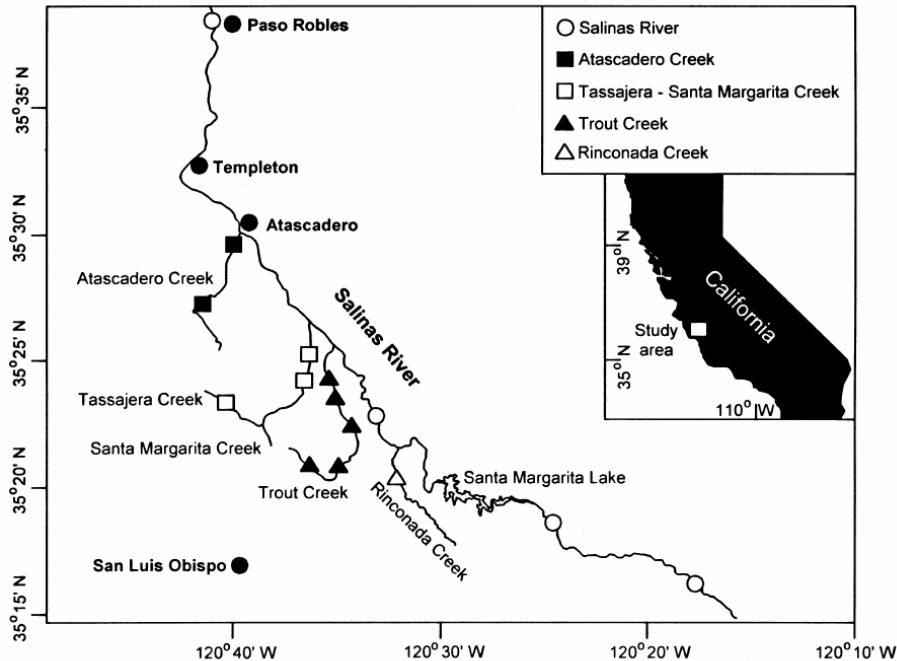 Paso Robles
Templeton
Atascadero
Atascadero Creek
Salinas River
Tassajera Creek
Santa Margarita Creek
Trout Creek
Rinconada Creek
Santa Margarita Lake
San Luis Obispo
Salinas River
Atascadero Creek
Tassajera - Santa Margarita Creek
Trout Creek
Rinconada Creek
39° N
35° N
California
Study
area
110° W
35°35' N
35°30' N
35°25' N
35°20' N
35°15' N
120°40' W
120°30' W
120°20' W
120°10' W